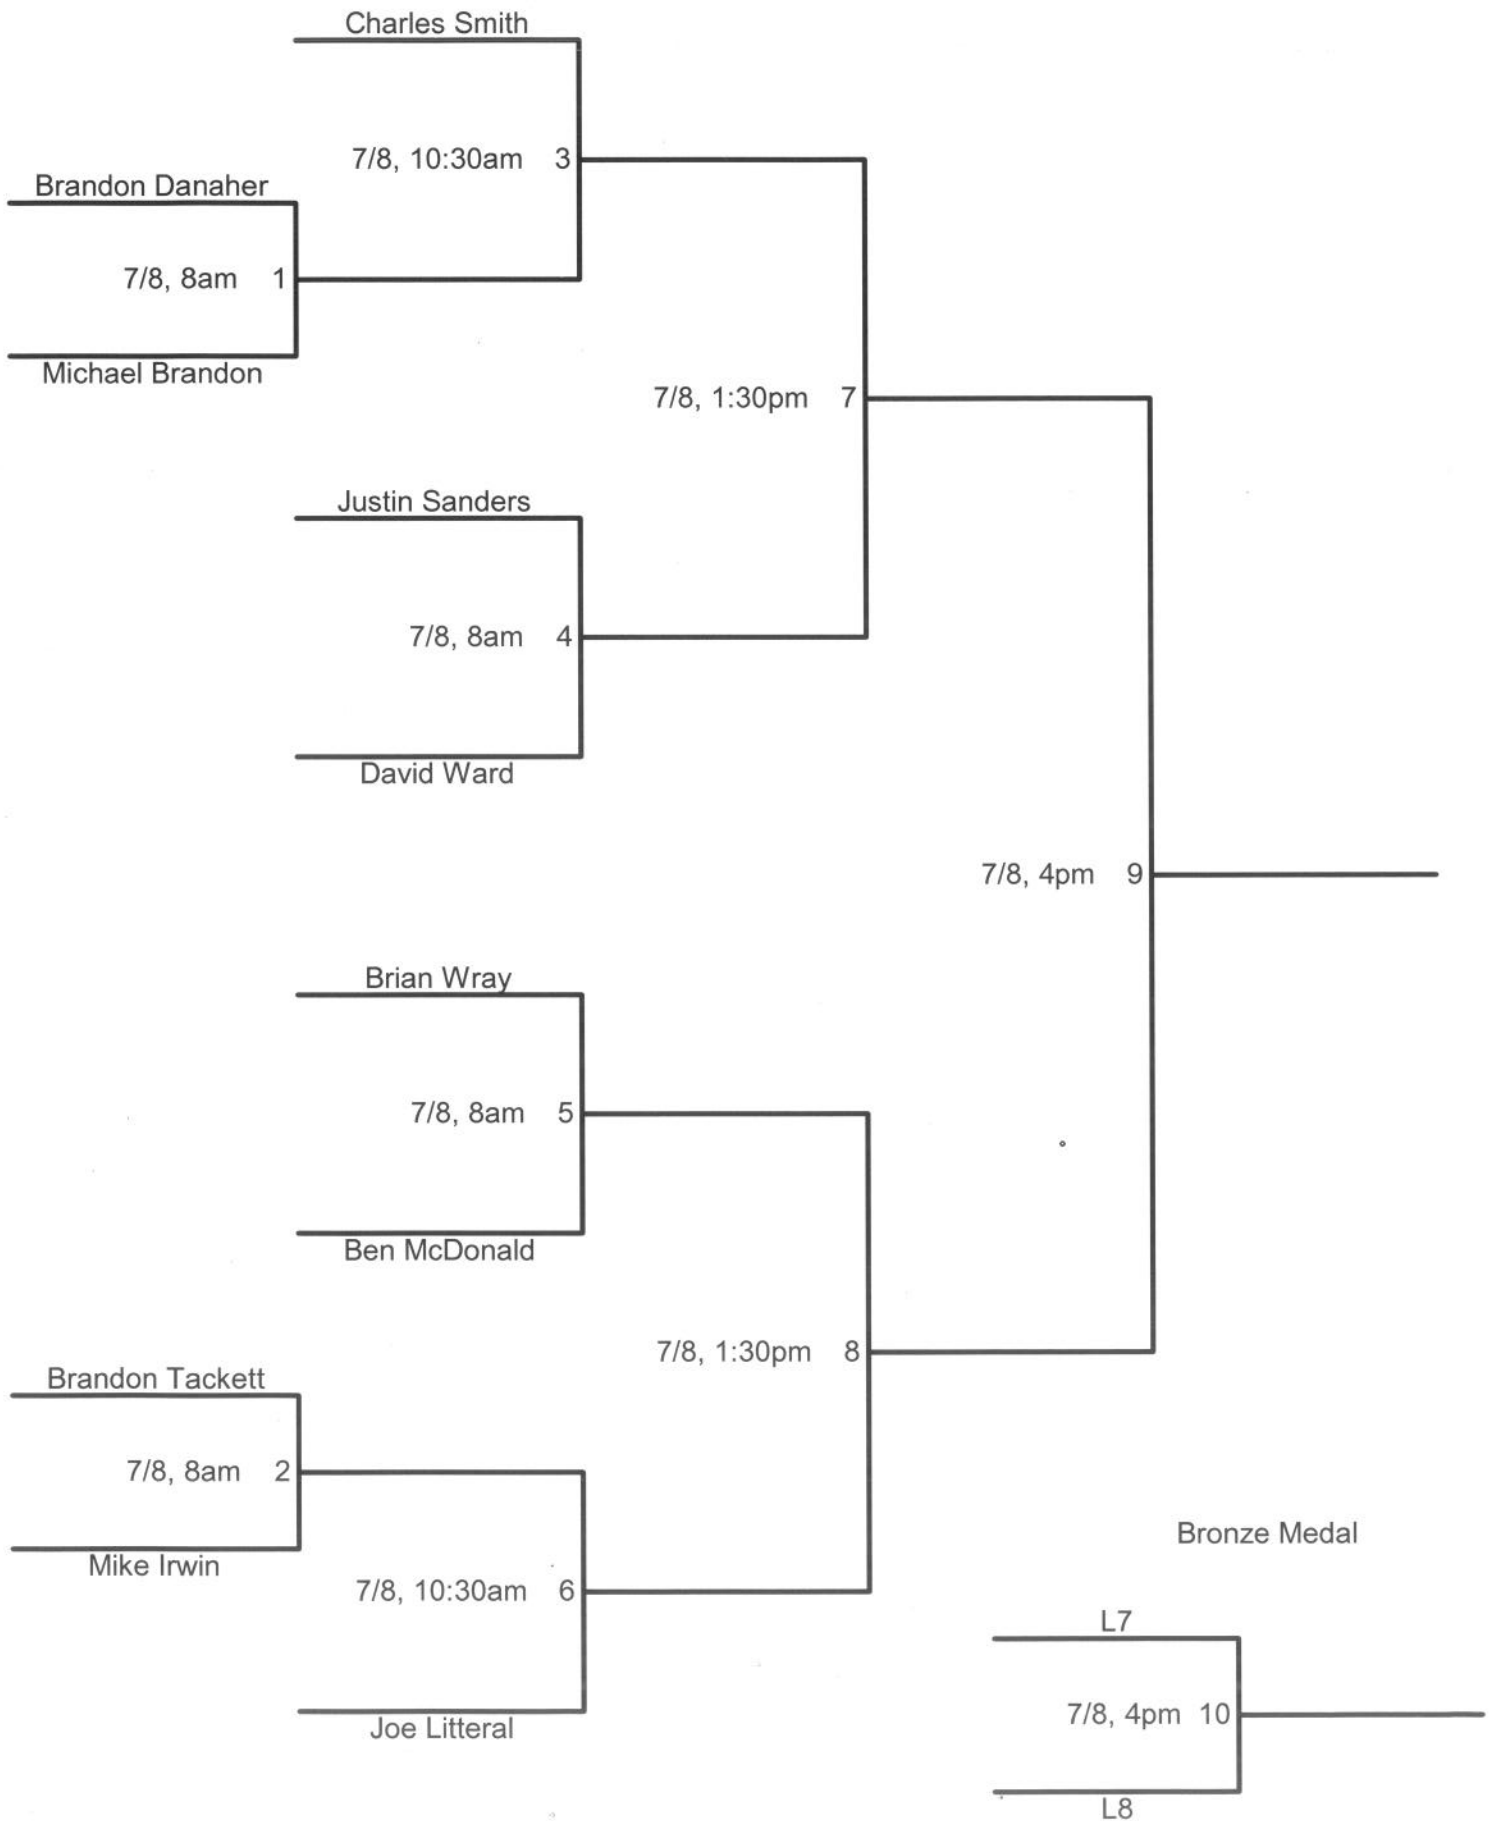 Charles Smith
7/8, 10:30am 3
Brandon Danaher
7/8, 8am 1
Michael Brandon
7/8, 1:30pm 7
Justin Sanders
7/8, 8am 4
David Ward
7/8, 4pm 9
Brian Wray
7/8, 8am 5
Ben McDonald
7/8, 1:30pm 8
Brandon Tackett
7/8, 8am 2
Mike Irwin
7/8, 10:30am 6
Joe Litteral
Bronze Medal
L7
7/8, 4pm 10
L8